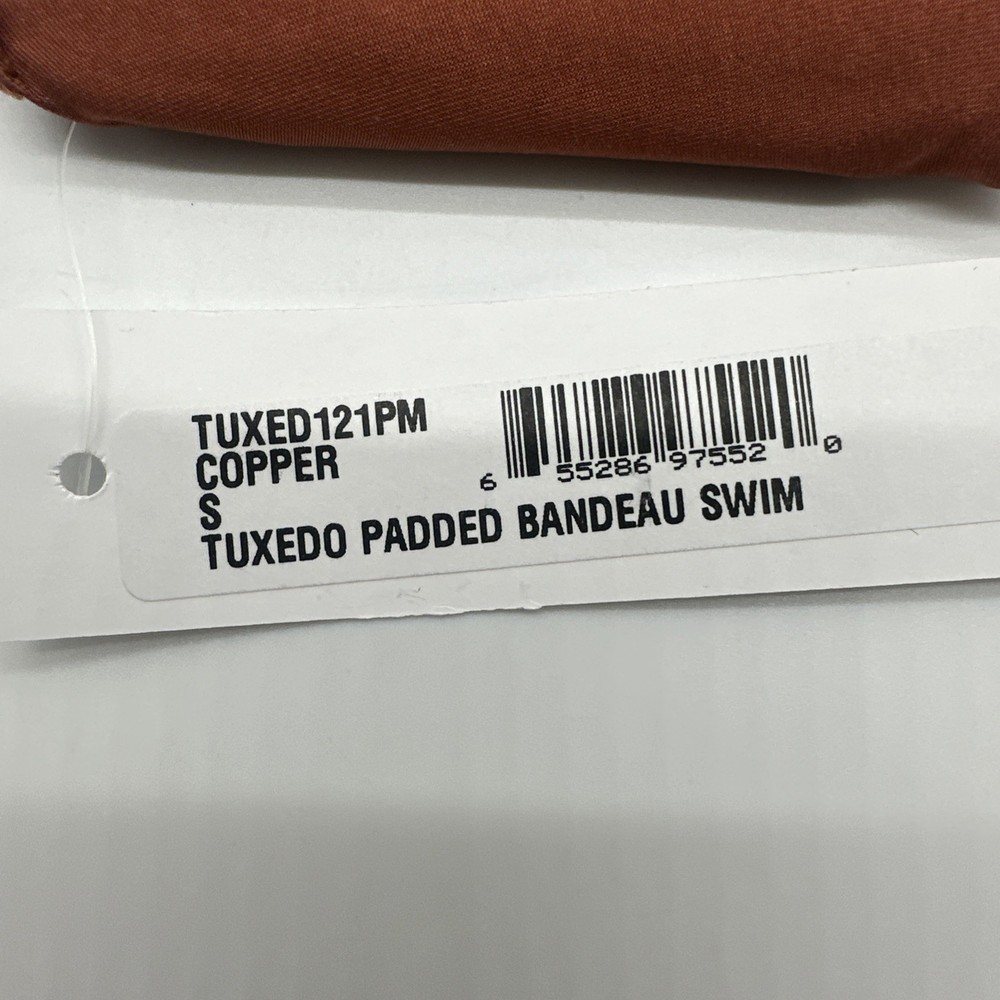 TUXED121PM
COPPER
S
TUXEDO PADDED BANDEAU SWIM
6 55286 97552 0